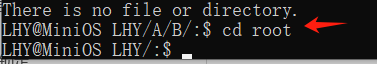 There is no file or directory.
LHY@MiniOS LHY/A/B/:$ cd root
LHY@MiniOS LHY/:$